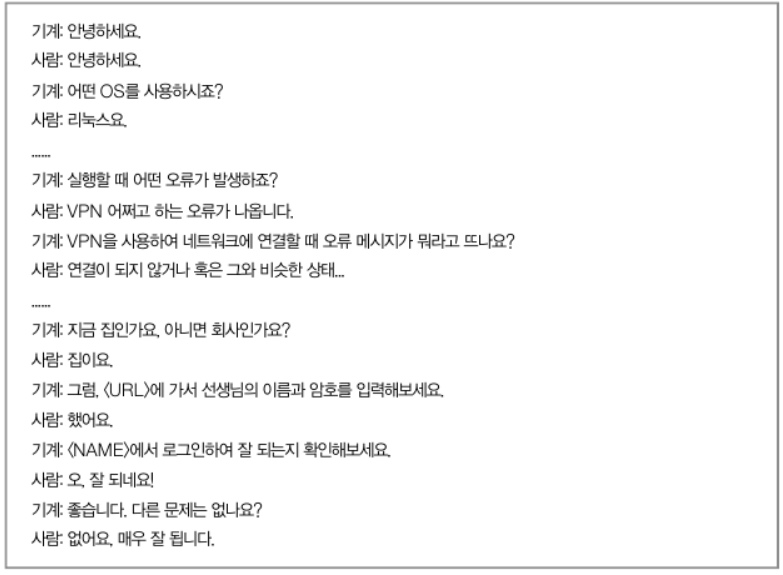 기계: 안녕하세요.
사람: 안녕하세요.
기계: 어떤 OS를 사용하시죠?
사람: 리눅스요.
......
기계: 실행할 때 어떤 오류가 발생하죠?
사람: VPN 어쩌고 하는 오류가 나옵니다.
기계: VPN을 사용하여 네트워크에 연결할 때 오류 메시지가 뭐라고 뜨나요?
사람: 연결이 되지 않거나 혹은 그와 비슷한 상태...
......
기계: 지금 집인가요, 아니면 회사인가요?
사람: 집이요.
기계: 그럼, 〈URL〉에 가서 선생님의 이름과 암호를 입력해보세요.
사람: 했어요.
기계: 〈NAME〉에서 로그인하여 잘 되는지 확인해보세요.
사람: 오, 잘 되네요!
기계: 좋습니다. 다른 문제는 없나요?
사람: 없어요, 매우 잘 됩니다.